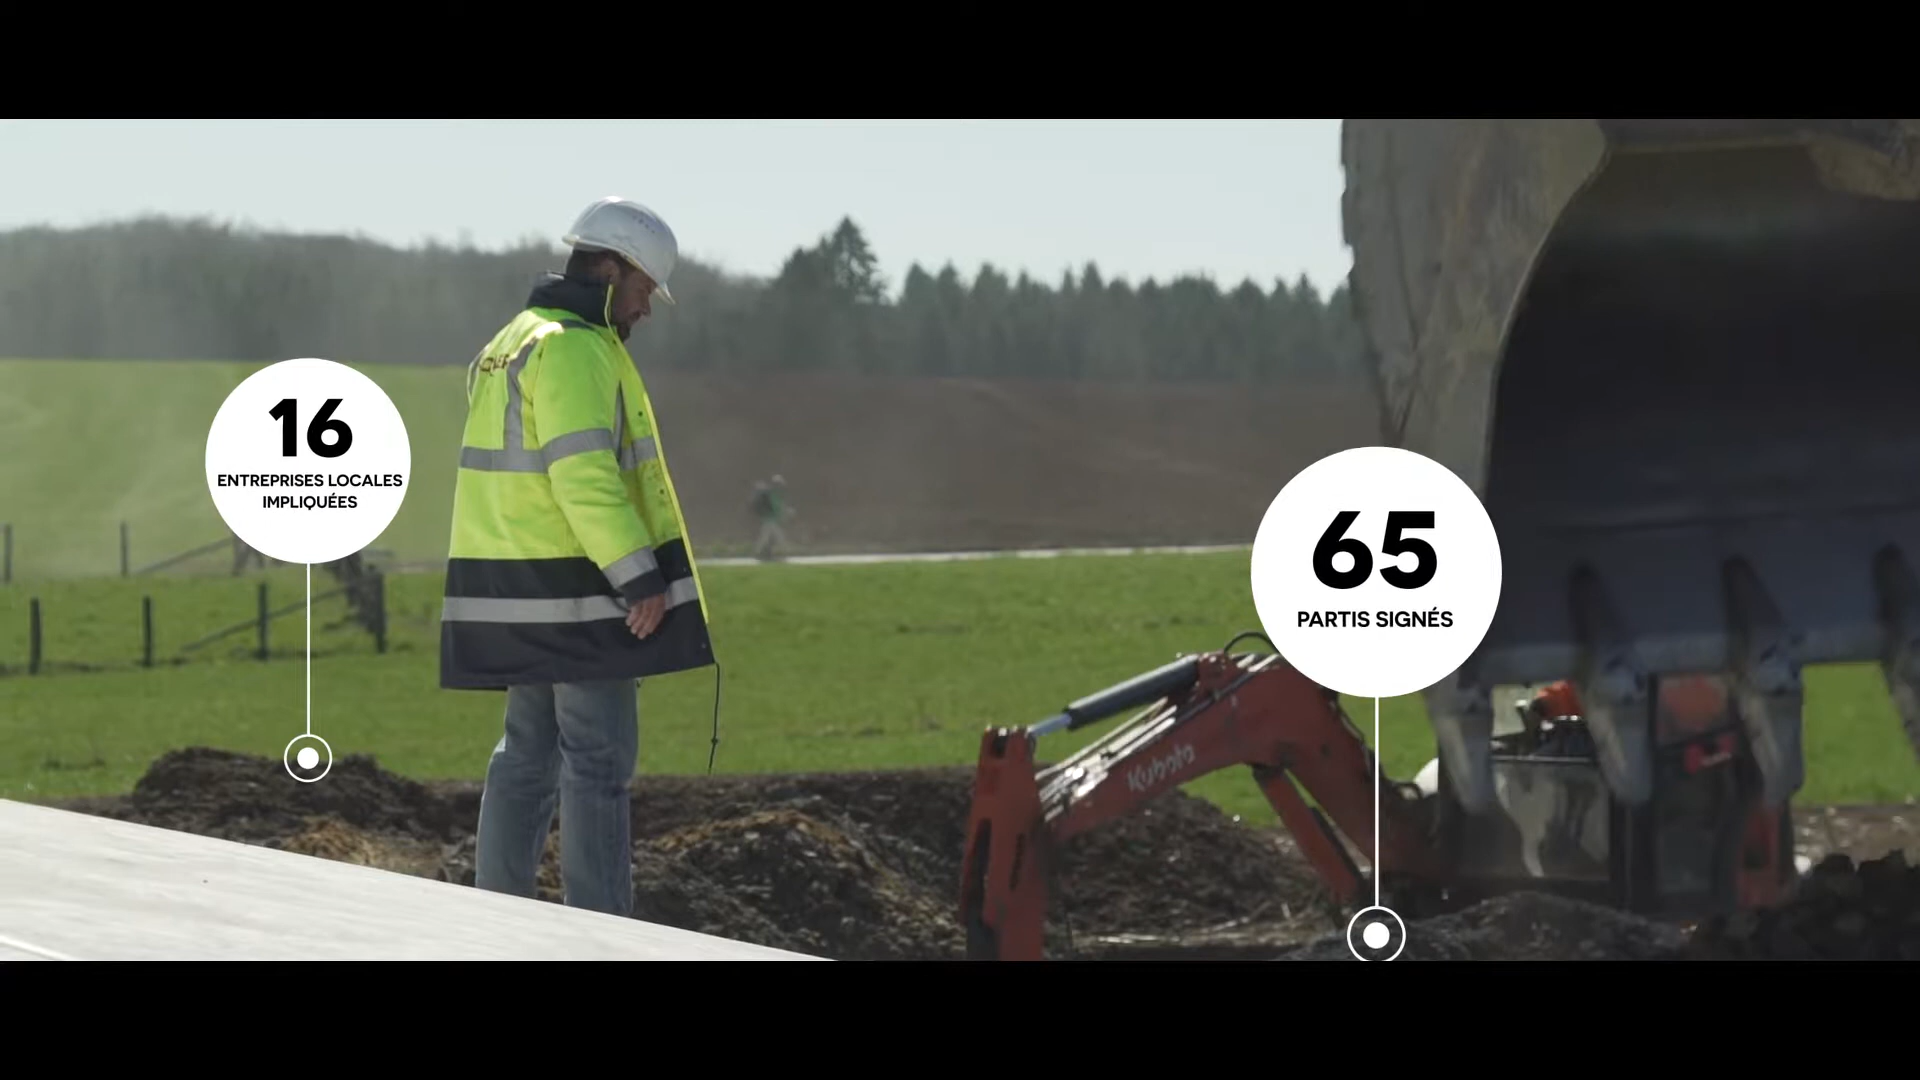 16
ENTREPRISES LOCALES
IMPLIQUÉES
65
PARTIS SIGNÉS
Kubota